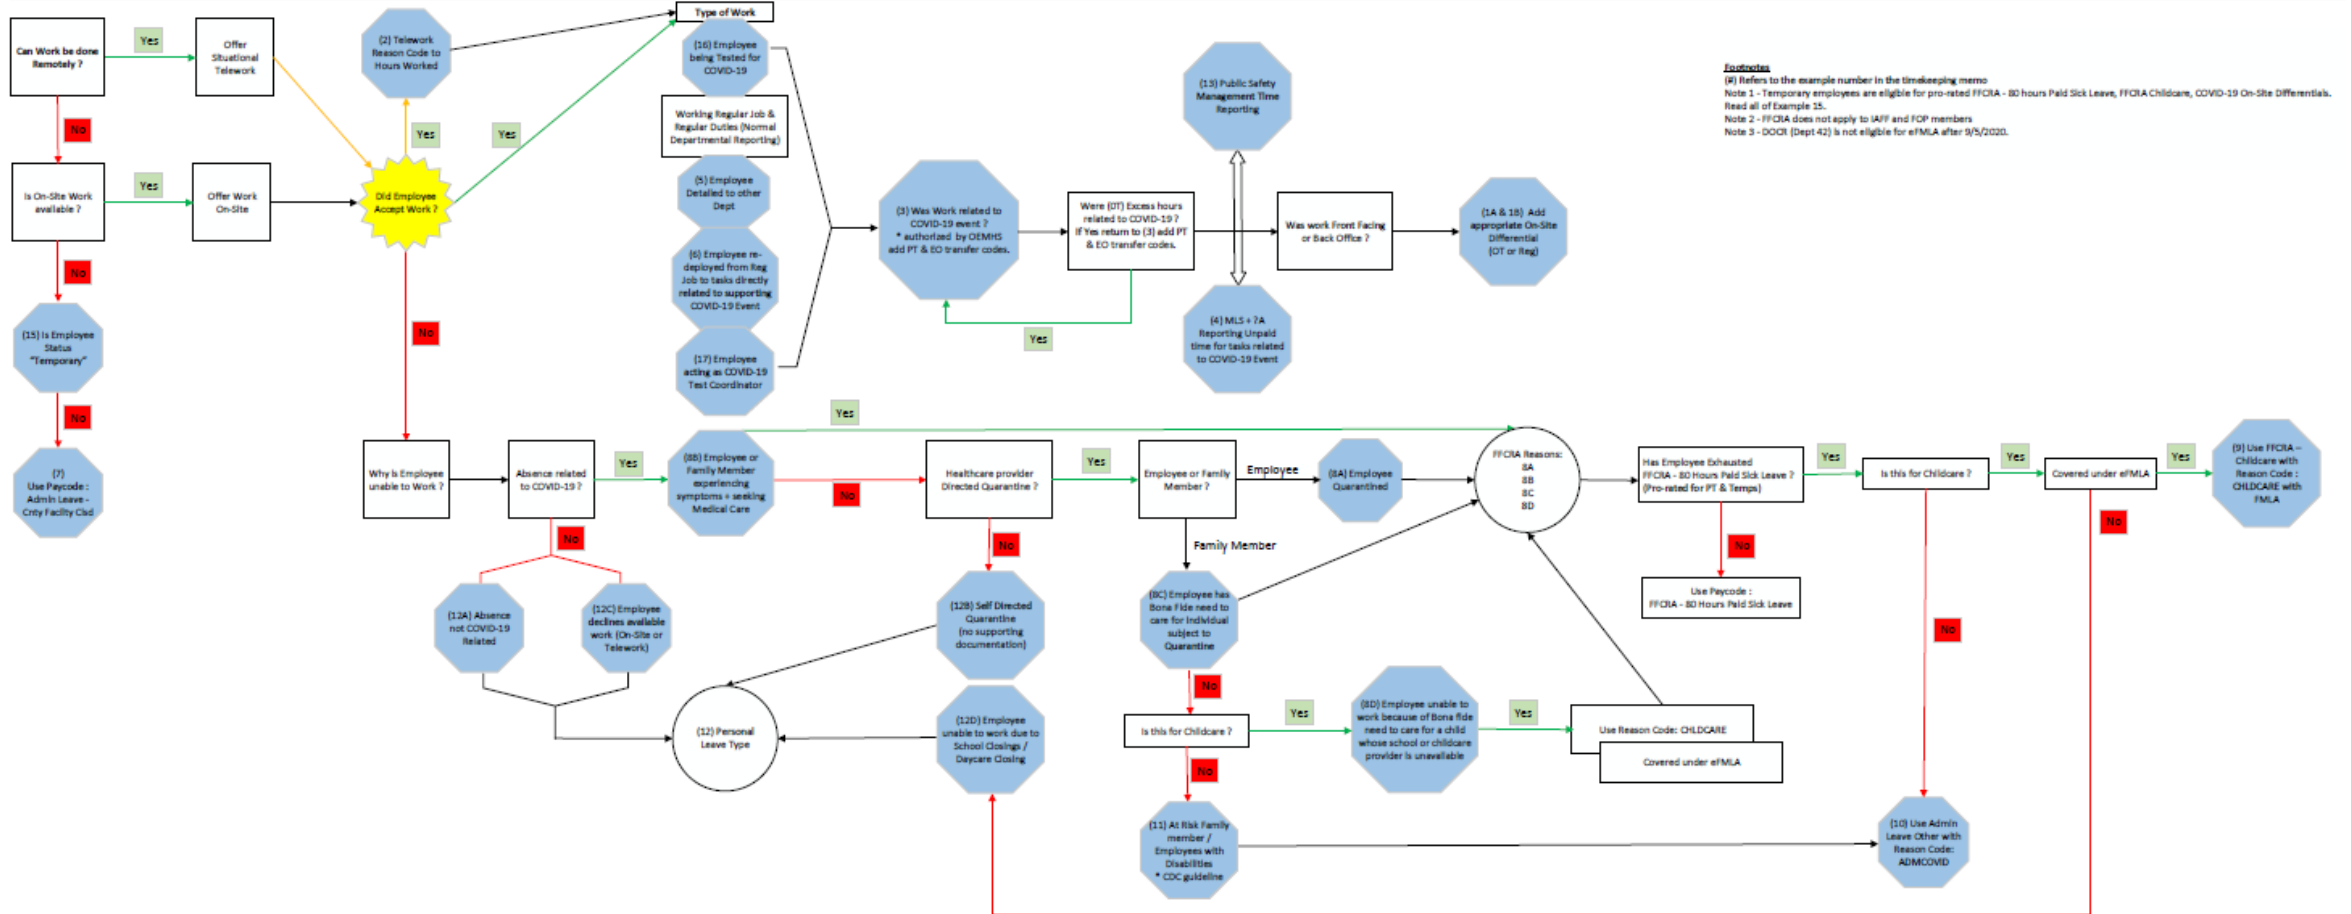 Can Work be done
Remotely ?
Yes
Offer
Situational
Telework
No
Is On-Site Work
available ?
Yes
Offer Work
On-Site
No
(15) Is Employee
Status
"Temporary"
No
(7)
Use Paycode :
Admin Leave -
Cnty Facility Clsd
(2) Telework
Reason Code to
Hours Worked
Yes
Yes
Did Employee
Accept Work ?
No
Type of Work
(16) Employee
being Tested for
COVID-19
Working Regular Job &
Regular Duties (Normal
Departmental Reporting)
(5) Employee
Detailed to other
Dept
(6) Employee re-
deployed from Reg
Job to tasks directly
related to supporting
COVID-19 Event
(17) Employee
acting as COVID-19
Test Coordinator
(3) Was Work related to
COVID-19 event ?
* authorized by OEMHS
add PT & EO transfer codes.
Were (OT) Excess hours
related to COVID-19 ?
If Yes return to (3) add PT
& EO transfer codes.
Yes
(13) Public Safety
Management Time
Reporting
(4) MLS + ?A
Reporting Unpaid
time for tasks related
to COVID-19 Event
Was work Front Facing
or Back Office ?
(1A & 1B) Add
appropriate On-Site
Differential
(OT or Reg)
Footnotes
(#) Refers to the example number in the timekeeping memo
Note 1 - Temporary employees are eligible for pro-rated FFCRA - 80 hours Paid Sick Leave, FFCRA Childcare, COVID-19 On-Site Differentials.
Read all of Example 15.
Note 2 - FFCRA does not apply to IAFF and FOP members
Note 3 - DOCR (Dept 42) is not eligible for eFMLA after 9/5/2020.
Why is Employee
unable to Work ?
Absence related
to COVID-19 ?
Yes
(8B) Employee or
Family Member
experiencing
symptoms + seeking
Medical Care
Yes
No
Healthcare provider
Directed Quarantine ?
Yes
Employee or Family
Member ?
Employee
(8A) Employee
Quarantined
FFCRA Reasons:
8A
8B
8C
8D
Has Employee Exhausted
FFCRA - 80 Hours Paid Sick Leave ?
(Pro-rated for PT & Temps)
Yes
Is this for Childcare ?
Yes
Covered under eFMLA
Yes
(9) Use FFCRA –
Childcare with
Reason Code :
CHLDCARE with
FMLA
No
(12A) Absence
not COVID-19
Related
(12C) Employee
declines available
work (On-Site or
Telework)
(12) Personal
Leave Type
No
(12B) Self Directed
Quarantine
(no supporting
documentation)
(12D) Employee
unable to work due to
School Closings /
Daycare Closing
Family Member
(8C) Employee has
Bona Fide need to
care for individual
subject to
Quarantine
No
Is this for Childcare ?
Yes
(8D) Employee unable to
work because of Bona fide
need to care for a child
whose school or childcare
provider is unavailable
Yes
Use Reason Code: CHLDCARE
Covered under eFMLA
No
(11) At Risk Family
member /
Employees with
Disabilities
* CDC guideline
No
Use Paycode :
FFCRA - 80 Hours Paid Sick Leave
No
(10) Use Admin
Leave Other with
Reason Code:
ADMCOVID
No